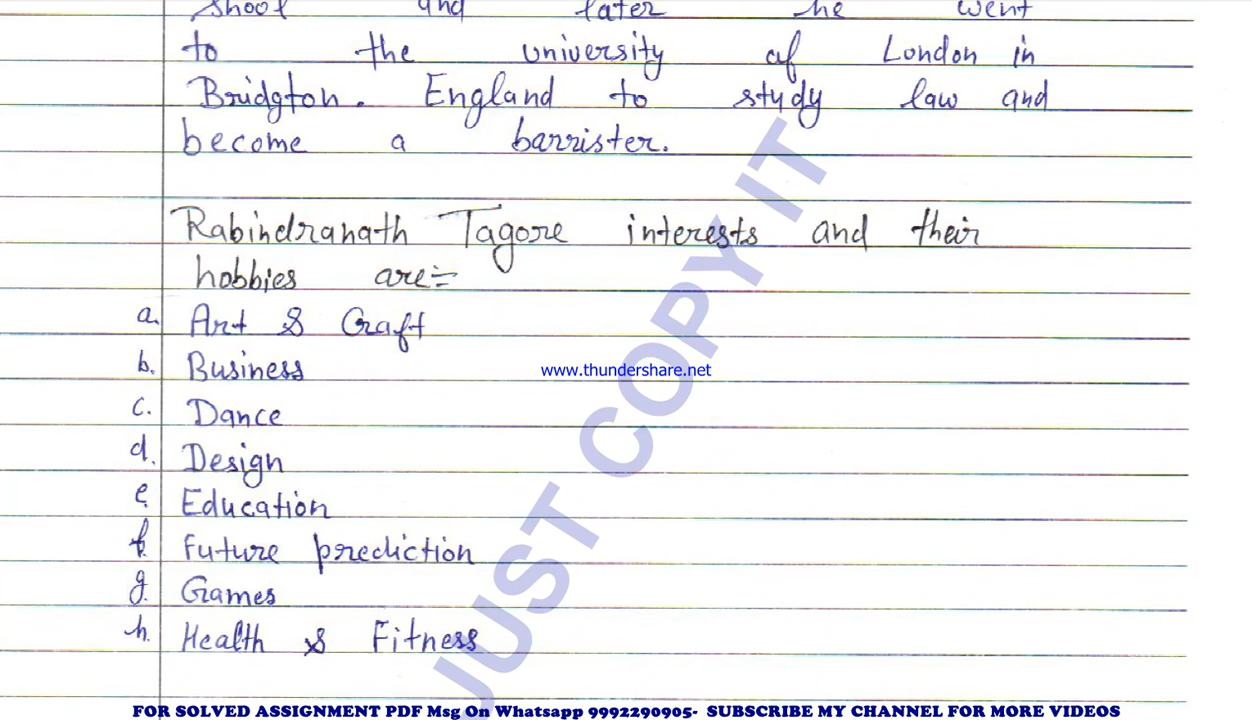 shoot and later he went
to the university of London in
Bridgton. England to study law and
become a barrister.
Rabindranath Tagore interests and their
hobbies are:-
a. Art & Craft
b. Business
www.thundershare.net
c. Dance
d. Design
e. Education
f. Future prediction
g. Games
h. Health & Fitness
JUST COPY IT
FOR SOLVED ASSIGNMENT PDF Msg On Whatsapp 9992290905- SUBSCRIBE MY CHANNEL FOR MORE VIDEOS